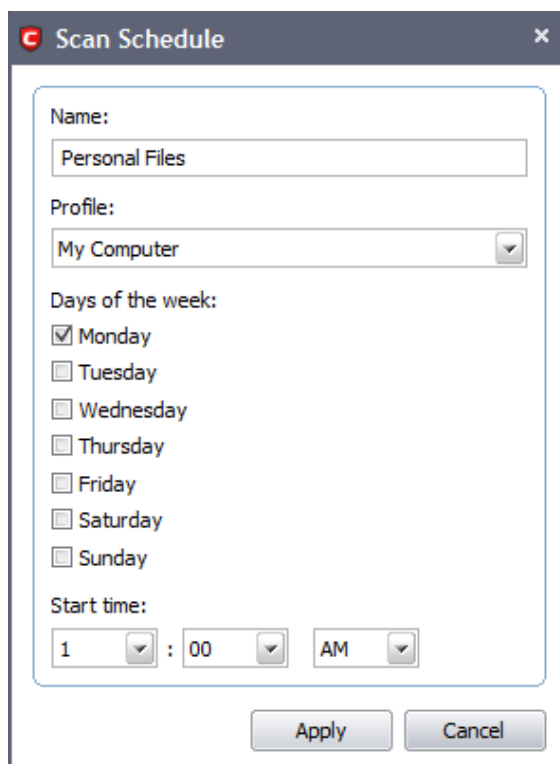 C Scan Schedule ×
Name:
Personal Files
Profile:
My Computer
Days of the week:
Monday
Tuesday
Wednesday
Thursday
Friday
Saturday
Sunday
Start time:
1 : 00 AM
Apply Cancel